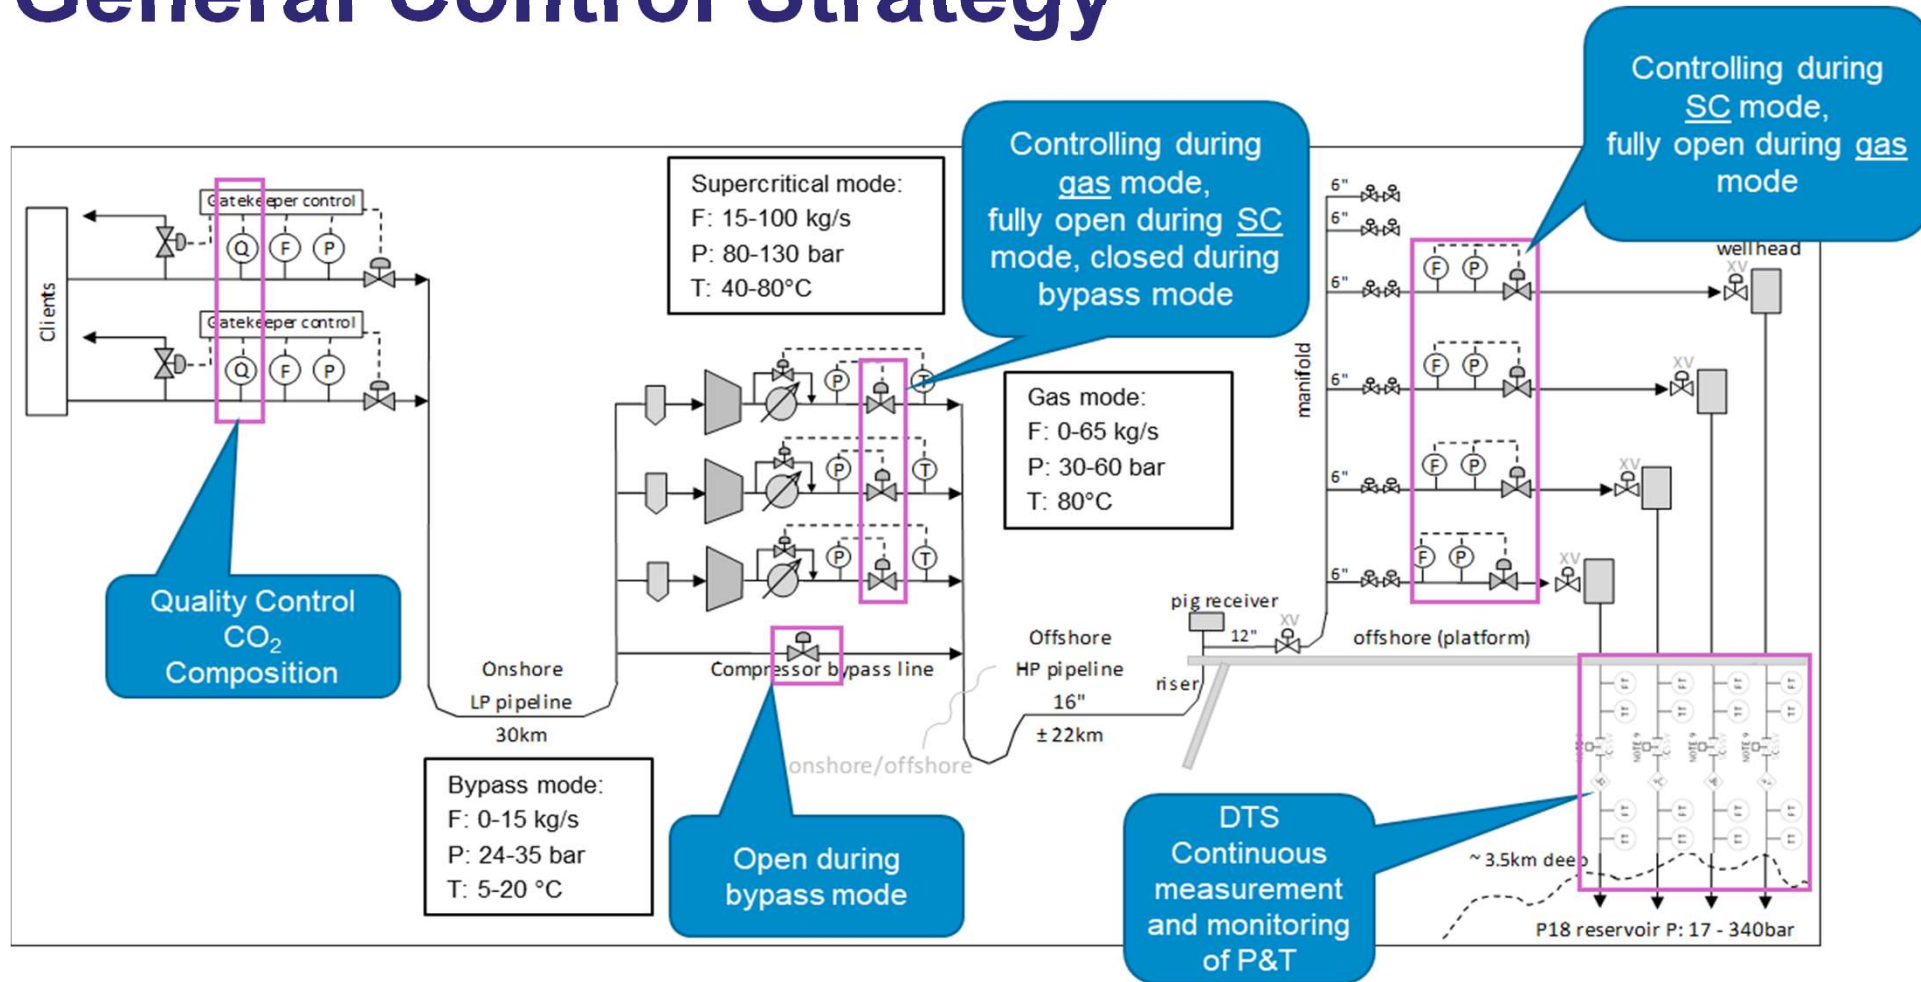 General Control Strategy
Clients
Gatekeeper control
Q
F
P
Gatekeeper control
Q
F
P
Quality Control
CO₂
Composition
Onshore
LP pipeline
30km
Bypass mode:
F: 0-15 kg/s
P: 24-35 bar
T: 5-20 °C
Supercritical mode:
F: 15-100 kg/s
P: 80-130 bar
T: 40-80°C
Controlling during
gas mode,
fully open during SC
mode, closed during
bypass mode
P
T
P
T
P
T
Compressor bypass line
Open during
bypass mode
onshore/offshore
Gas mode:
F: 0-65 kg/s
P: 30-60 bar
T: 80°C
Offshore
HP pipeline
16"
± 22km
riser
pig receiver
12"
XV
offshore (platform)
manifold
6"
6"
6"
6"
6"
6"
F
P
F
P
F
P
F
P
Controlling during
SC mode,
fully open during gas
mode
wellhead
XV
XV
XV
XV
DTS
Continuous
measurement
and monitoring
of P&T
~ 3.5km deep
P18 reservoir P: 17 - 340bar